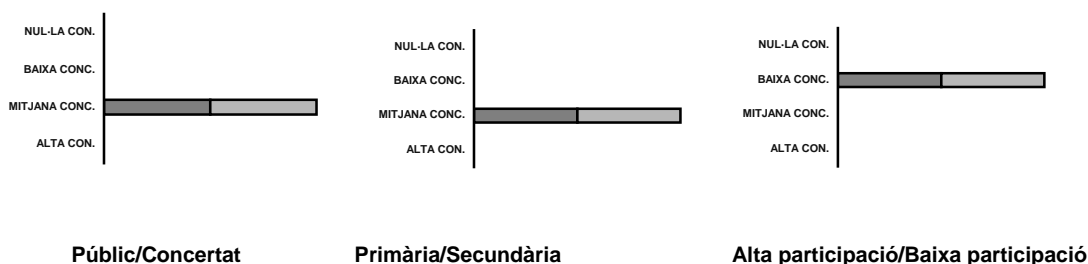 NUL·LA CON.
BAIXA CONC.
MITJANA CONC.
ALTA CON.
NUL·LA CON.
BAIXA CONC.
MITJANA CONC.
ALTA CON.
NUL·LA CON.
BAIXA CONC.
MITJANA CONC.
ALTA CON.
Públic/Concertat
Primària/Secundària
Alta participació/Baixa participació